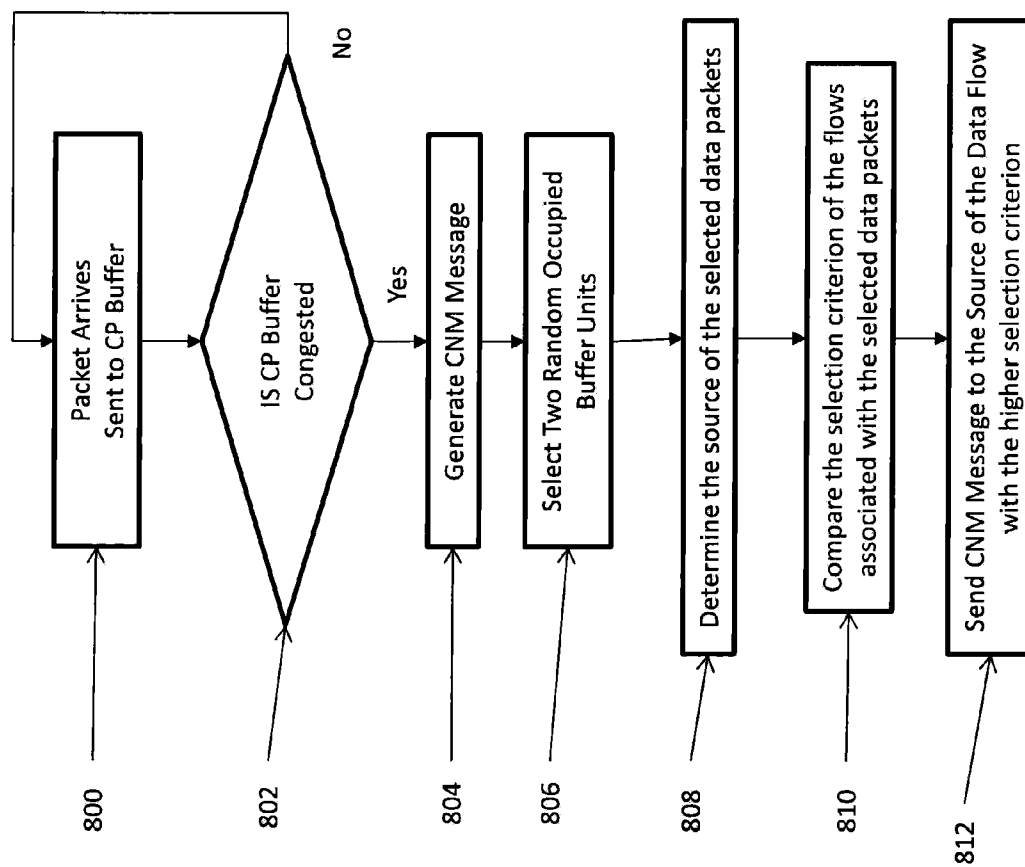 800
Packet Arrives
Sent to CP Buffer
802
IS CP Buffer
Congested
No
Yes
804
Generate CNM Message
806
Select Two Random Occupied
Buffer Units
808
Determine the source of the selected data packets
810
Compare the selection criterion of the flows
associated with the selected data packets
812
Send CNM Message to the Source of the Data Flow
with the higher selection criterion